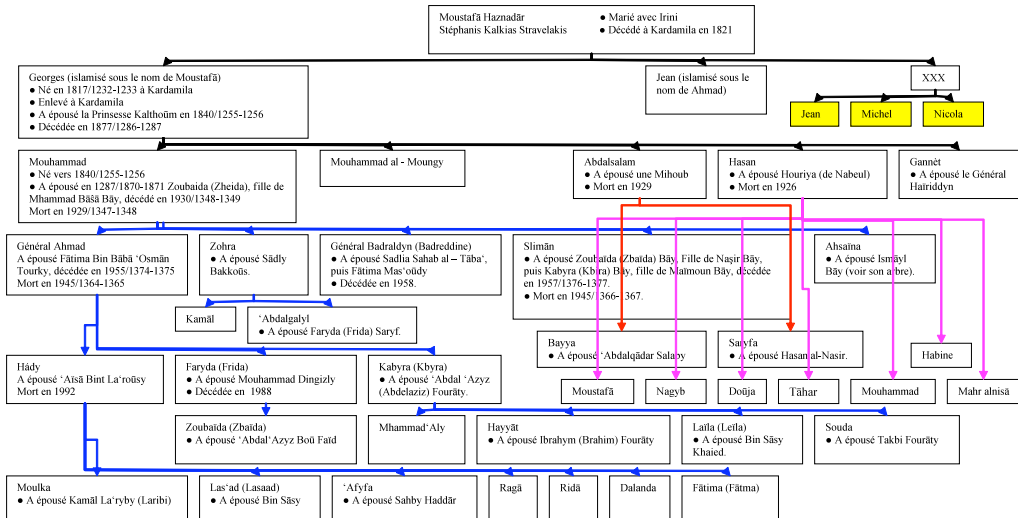 Moustafā Haznadār
Stéphanis Kalkias Stravelakis
● Marié avec Irini
● Décédé à Kardamila en 1821
Georges (islamisé sous le nom de Moustafā)
● Né en 1817/1232-1233 à Kardamila
● Enlevé à Kardamila
● A épousé la Prinsesse Kalthoūm en 1840/1255-1256
● Décédée en 1877/1286-1287
Jean (islamisé sous le
nom de Ahmad)
XXX
Jean
Michel
Nicola
Mouhammad
● Né vers 1840/1255-1256
● A épousé en 1287/1870-1871 Zoubaida (Zheida), fille de
Mhammad Bāšā Bāy, décédé en 1930/1348-1349
Mort en 1929/1347-1348
Mouhammad al - Moungy
Abdalsalam
● A épousé une Mihoub
● Mort en 1929
Hasan
● A épousé Houriya (de Nabeul)
● Mort en 1926
Gannèt
● A épousé le Général
Haïriddyn
Général Ahmad
A épousé Fātima Bin Bābā ‘Osmān
Tourky, décédée en 1955/1374-1375
Mort en 1945/1364-1365
Zohra
● A épousé Sādly
Bakkoūs.
Général Badraldyn (Badreddine)
● A épousé Sadlia Sahab al – Tāba‘,
puis Fātima Mas‘oūdy
● Décédée en 1958.
Slimān
● A épousé Zoubaïda (Zbaïda) Bāy, Fille de Naşir Bāy,
puis Kabyra (Kbira) Bāy, fille de Maïmoun Bāy, décédée
en 1957/1376-1377.
● Mort en 1945/1366-1367.
Ahsaïna
● A épousé Ismāyl
Bāy (voir son arbre).
Kamāl
‘Abdalgalyl
● A épousé Faryda (Frida) Saryf.
Bayya
● A épousé ‘Abdalqādar Salaby
Saryfa
● A épousé Hasan al-Nasir.
Habine
Hády
A épousé ‘Aïsā Bint La‘roūsy
Mort en 1992
Faryda (Frida)
● A épousé Mouhammad Dingizly
● Décédée en 1988
Kabyra (Kbyra)
● A épousé ‘Abdal ‘Azyz
(Abdelaziz) Fourāty.
Moustafā
Nagyb
Doūja
Tāhar
Mouhammad
Mahr alnisā
Zoubaïda (Zbaïda)
● A épousé ‘Abdal‘Azyz Boū Faïd
Mhammad‘Aly
Hayyāt
● A épousé Ibrahym (Brahim) Fourāty
Laïla (Leïla)
● A épousé Bin Sāsy
Khaied.
Souda
● A épousé Takbi Fourāty
Moulka
● A épousé Kamāl La‘ryby (Laribi)
Las‘ad (Lasaad)
● A épousé Bin Sāsy
‘Afyfa
● A épousé Sahby Haddār
Ragā
Ridā
Dalanda
Fātima (Fātma)